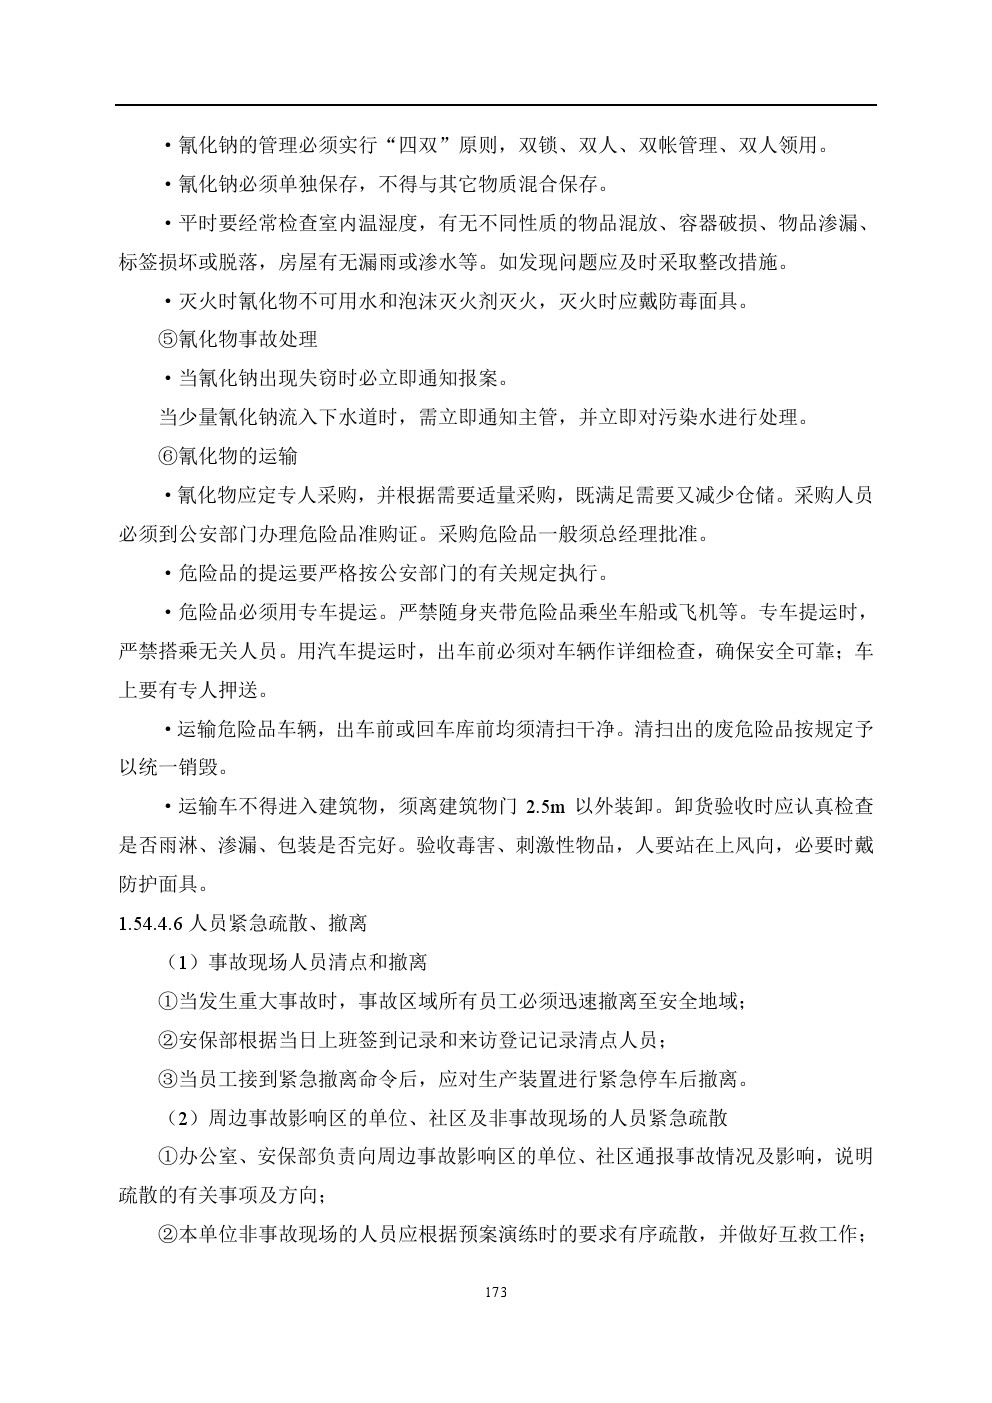 ·氰化钠的管理必须实行“四双”原则，双锁、双人、双帐管理、双人领用。
·氰化钠必须单独保存，不得与其它物质混合保存。
·平时要经常检查室内温湿度，有无不同性质的物品混放、容器破损、物品渗漏、
标签损坏或脱落，房屋有无漏雨或渗水等。如发现问题应及时采取整改措施。
·灭火时氰化物不可用水和泡沫灭火剂灭火，灭火时应戴防毒面具。
⑤氰化物事故处理
·当氰化钠出现失窃时必立即通知报案。
当少量氰化钠流入下水道时，需立即通知主管，并立即对污染水进行处理。
⑥氰化物的运输
·氰化物应定专人采购，并根据需要适量采购，既满足需要又减少仓储。采购人员
必须到公安部门办理危险品准购证。采购危险品一般须总经理批准。
·危险品的提运要严格按公安部门的有关规定执行。
·危险品必须用专车提运。严禁随身夹带危险品乘坐车船或飞机等。专车提运时，
严禁搭乘无关人员。用汽车提运时，出车前必须对车辆作详细检查，确保安全可靠；车
上要有专人押送。
·运输危险品车辆，出车前或回车库前均须清扫干净。清扫出的废危险品按规定予
以统一销毁。
·运输车不得进入建筑物，须离建筑物门 2.5m 以外装卸。卸货验收时应认真检查
是否雨淋、渗漏、包装是否完好。验收毒害、刺激性物品，人要站在上风向，必要时戴
防护面具。
1.54.4.6 人员紧急疏散、撤离
（1）事故现场人员清点和撤离
①当发生重大事故时，事故区域所有员工必须迅速撤离至安全地域；
②安保部根据当日上班签到记录和来访登记记录清点人员；
③当员工接到紧急撤离命令后，应对生产装置进行紧急停车后撤离。
（2）周边事故影响区的单位、社区及非事故现场的人员紧急疏散
①办公室、安保部负责向周边事故影响区的单位、社区通报事故情况及影响，说明
疏散的有关事项及方向；
②本单位非事故现场的人员应根据预案演练时的要求有序疏散，并做好互救工作；
173